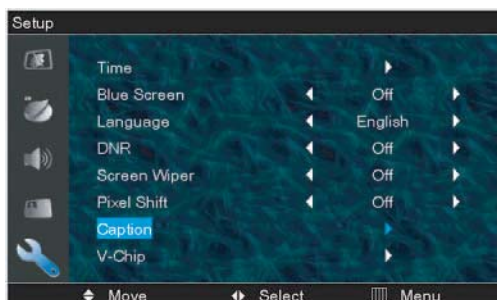 Setup
Time
Blue Screen Off
Language English
DNR Off
Screen Wiper Off
Pixel Shift Off
Caption
V-Chip
Move Select Menu